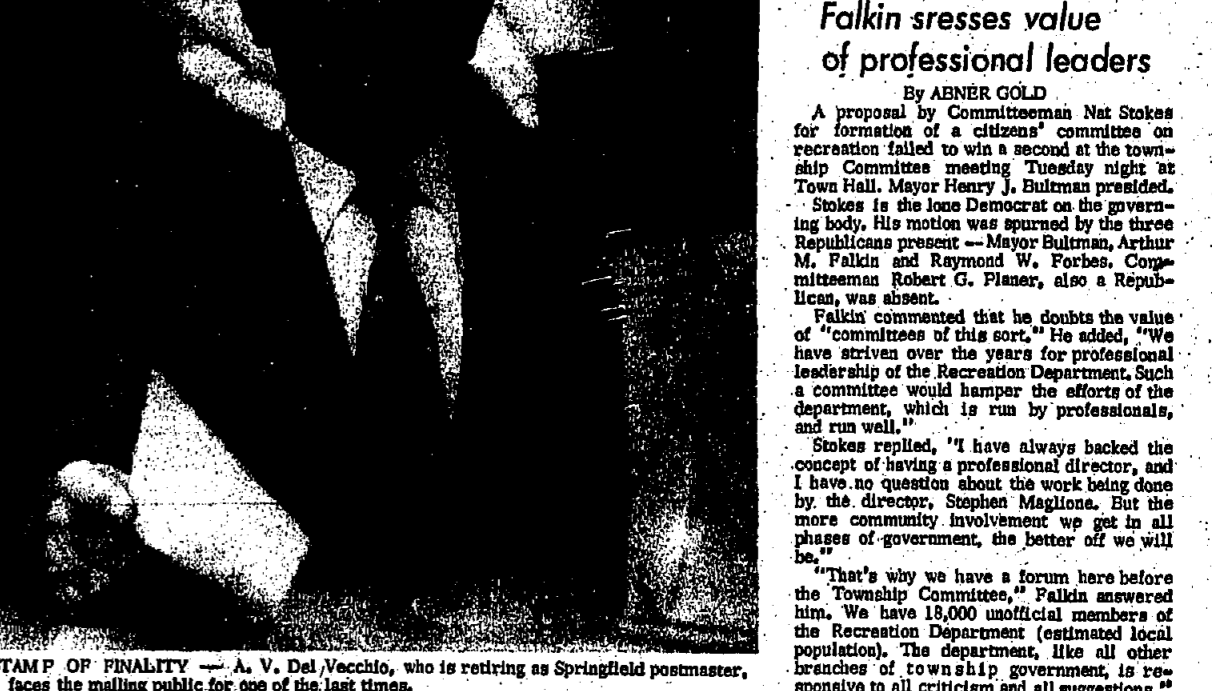 Falkin sresses value
of professional leaders
By ABNER GOLD
A proposal by Committeeman Nat Stokes
for formation of a citizens' committee on
recreation failed to win a second at the town-
ship Committee meeting Tuesday night at
Town Hall. Mayor Henry J. Bultman presided.
Stokes is the lone Democrat on the govern-
ing body. His motion was spurned by the three
Republicans present -- Mayor Bultman, Arthur
M. Falkin and Raymond W. Forbes. Com-
mitteeman Robert G. Planer, also a Repub-
lican, was absent.
Falkin commented that he doubts the value
of "committees of this sort." He added, "We
have striven over the years for professional
leadership of the Recreation Department. Such
a committee would hamper the efforts of the
department, which is run by professionals,
and run well."
Stokes replied, "I have always backed the
concept of having a professional director, and
I have no question about the work being done
by the director, Stephen Maglione. But the
more community involvement we get in all
phases of government, the better off we will
be."
"That's why we have a forum here before
the Township Committee," Falkin answered
him. We have 18,000 unofficial members of
the Recreation Department (estimated local
population). The department, like all other
branches of township government, is re-
sponsive to all criticism and all suggestions."
TAMP OF FINALITY -- A. V. Del Vecchio, who is retiring as Springfield postmaster,
faces the mailing public for one of the last times.